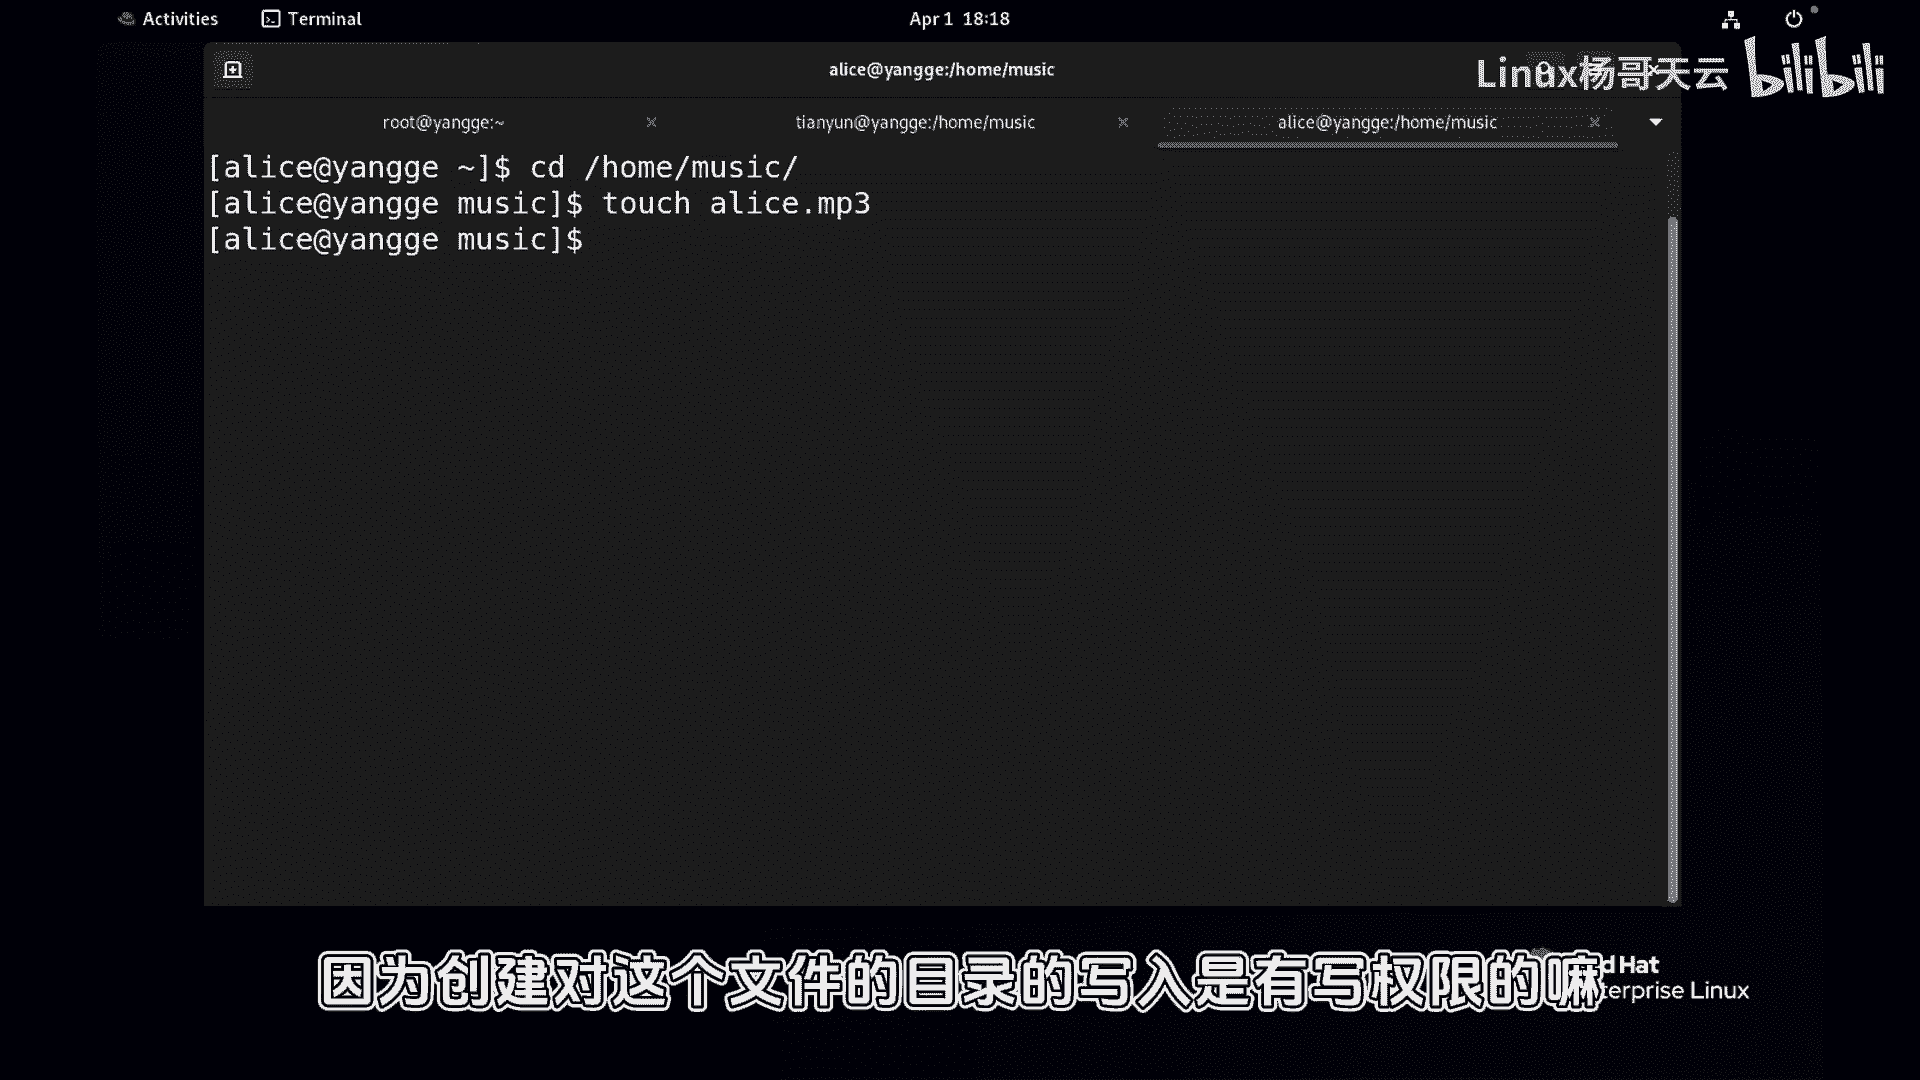 Activities Terminal Apr 1 18:18
alice@yangge:/home/music
Linux杨哥天云 bilibili
root@yangge:~ tianyun@yangge:/home/music alice@yangge:/home/music
[alice@yangge ~]$ cd /home/music/
[alice@yangge music]$ touch alice.mp3
[alice@yangge music]$
因为创建对这个文件的目录的写入是有写权限的嘛
d Hat
terprise Linux